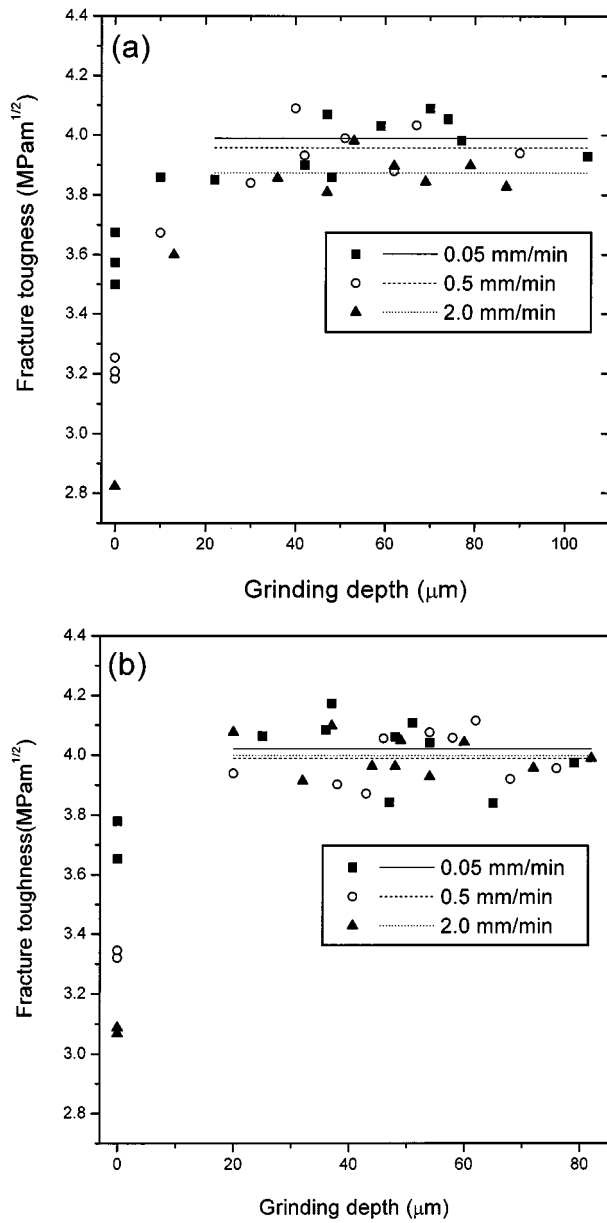 (a)
4.4
4.2
4.0
3.8
3.6
3.4
3.2
3.0
2.8
Fracture tougness (MPam1/2)
0.05 mm/min
0.5 mm/min
2.0 mm/min
0 20 40 60 80 100
Grinding depth (μm)
(b)
4.4
4.2
4.0
3.8
3.6
3.4
3.2
3.0
2.8
Fracture toughness(MPam1/2)
0.05 mm/min
0.5 mm/min
2.0 mm/min
0 20 40 60 80
Grinding depth (μm)